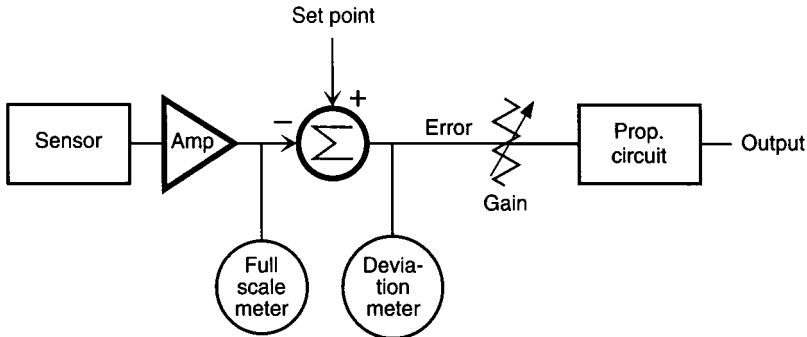 Set point
−
+
Sensor
Amp
Σ
Error
Prop.
circuit
Output
Gain
Full
scale
meter
Devia-
tion
meter